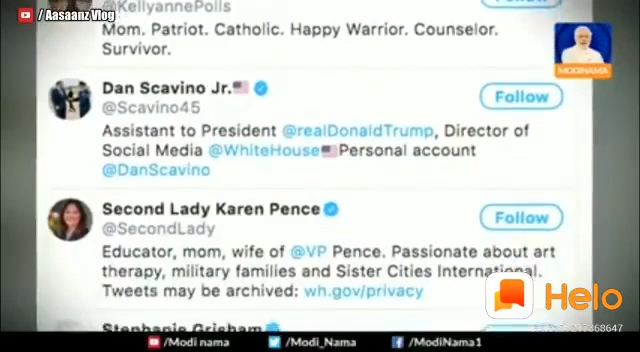 / Aasaanz Vlog
@KellyannePolls
Mom. Patriot. Catholic. Happy Warrior. Counselor.
Survivor.
MODINAMA
Dan Scavino Jr.
@Scavino45
Follow
Assistant to President @realDonaldTrump, Director of
Social Media @WhiteHouse Personal account
@DanScavino
Second Lady Karen Pence
@SecondLady
Follow
Educator, mom, wife of @VP Pence. Passionate about art
therapy, military families and Sister Cities International.
Tweets may be archived: wh.gov/privacy
Helo
Stephanie Grisham
/Modi nama
/Modi_Nama
/ModiNama1